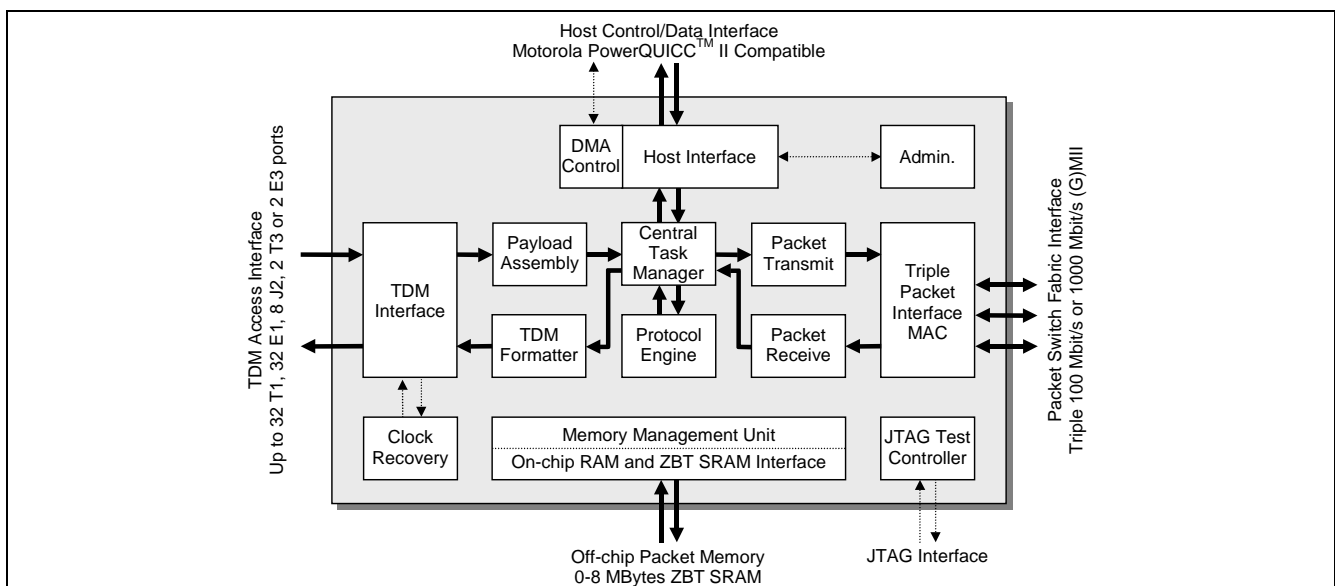 Host Control/Data Interface
Motorola PowerQUICC™ II Compatible
DMA
Control
Host Interface
Admin.
TDM Access Interface
Up to 32 T1, 32 E1, 8 J2, 2 T3 or 2 E3 ports
TDM
Interface
Payload
Assembly
Central
Task
Manager
Packet
Transmit
Triple
Packet
Interface
MAC
TDM
Formatter
Protocol
Engine
Packet
Receive
Packet Switch Fabric Interface
Triple 100 Mbit/s or 1000 Mbit/s (G)MII
Clock
Recovery
Memory Management Unit
On-chip RAM and ZBT SRAM Interface
JTAG Test
Controller
Off-chip Packet Memory
0-8 MBytes ZBT SRAM
JTAG Interface